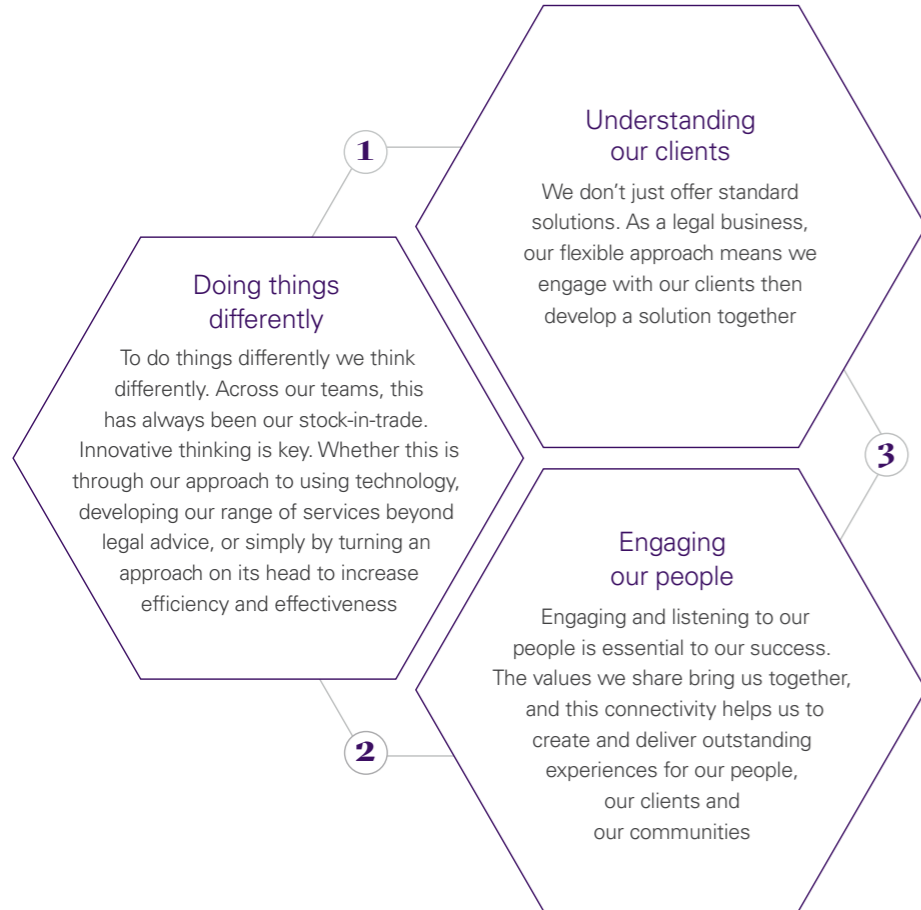 1
Understanding
our clients
We don’t just offer standard
solutions. As a legal business,
our flexible approach means we
engage with our clients then
develop a solution together
Doing things
differently
To do things differently we think
differently. Across our teams, this
has always been our stock-in-trade.
Innovative thinking is key. Whether this is
through our approach to using technology,
developing our range of services beyond
legal advice, or simply by turning an
approach on its head to increase
efficiency and effectiveness
3
Engaging
our people
Engaging and listening to our
people is essential to our success.
The values we share bring us together,
and this connectivity helps us to
create and deliver outstanding
experiences for our people,
our clients and
our communities
2